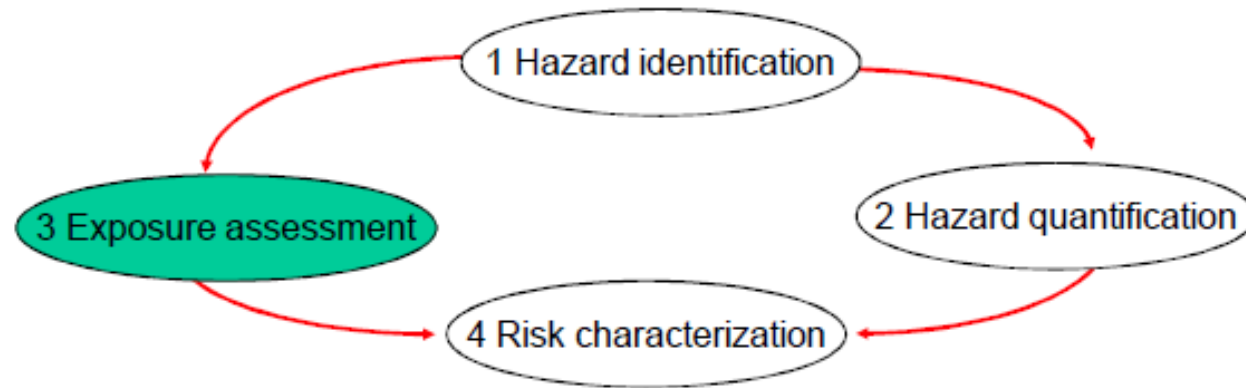 1 Hazard identification
3 Exposure assessment
2 Hazard quantification
4 Risk characterization